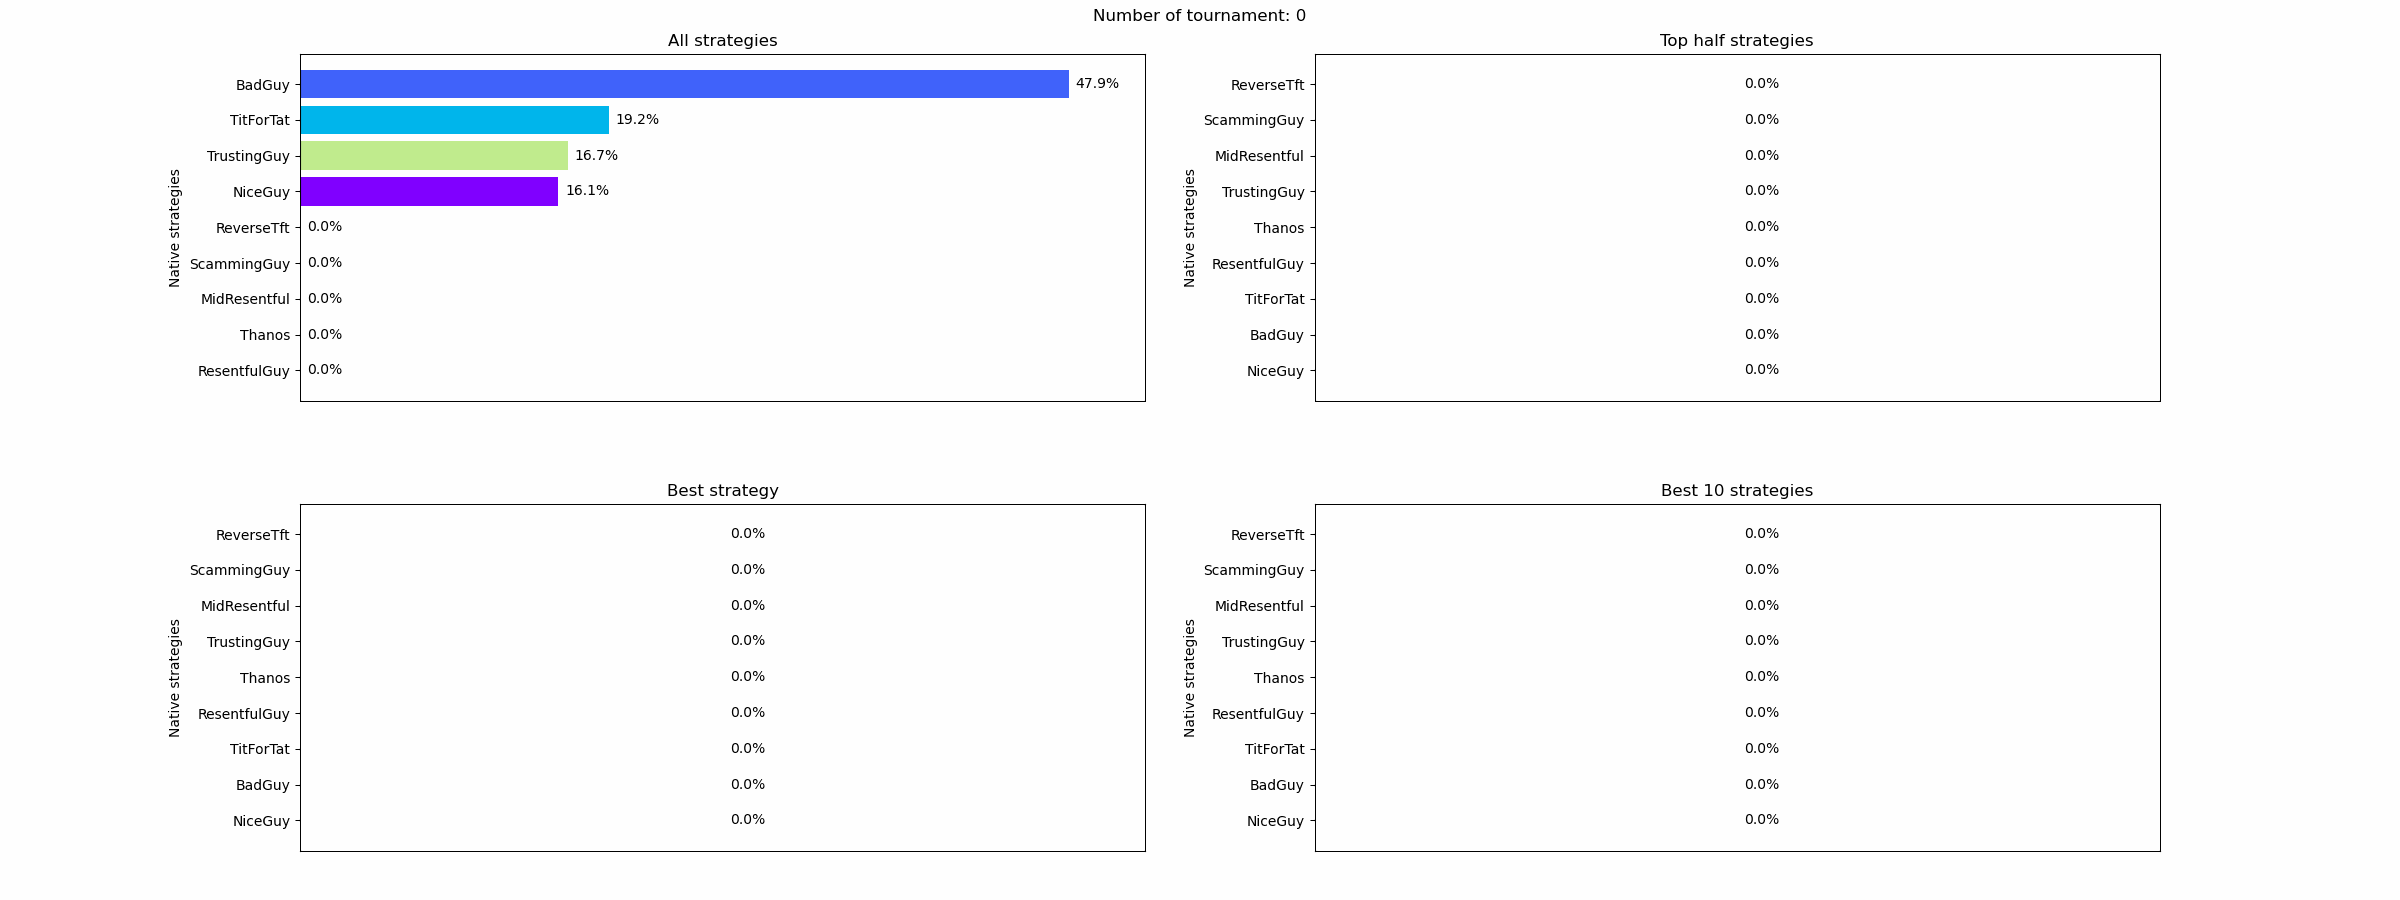 Number of tournament: 0
All strategies
Native strategies
BadGuy 47.9%
TitForTat 19.2%
TrustingGuy 16.7%
NiceGuy 16.1%
ReverseTft 0.0%
ScammingGuy 0.0%
MidResentful 0.0%
Thanos 0.0%
ResentfulGuy 0.0%
Top half strategies
Native strategies
ReverseTft 0.0%
ScammingGuy 0.0%
MidResentful 0.0%
TrustingGuy 0.0%
Thanos 0.0%
ResentfulGuy 0.0%
TitForTat 0.0%
BadGuy 0.0%
NiceGuy 0.0%
Best strategy
Native strategies
ReverseTft 0.0%
ScammingGuy 0.0%
MidResentful 0.0%
TrustingGuy 0.0%
Thanos 0.0%
ResentfulGuy 0.0%
TitForTat 0.0%
BadGuy 0.0%
NiceGuy 0.0%
Best 10 strategies
Native strategies
ReverseTft 0.0%
ScammingGuy 0.0%
MidResentful 0.0%
TrustingGuy 0.0%
Thanos 0.0%
ResentfulGuy 0.0%
TitForTat 0.0%
BadGuy 0.0%
NiceGuy 0.0%